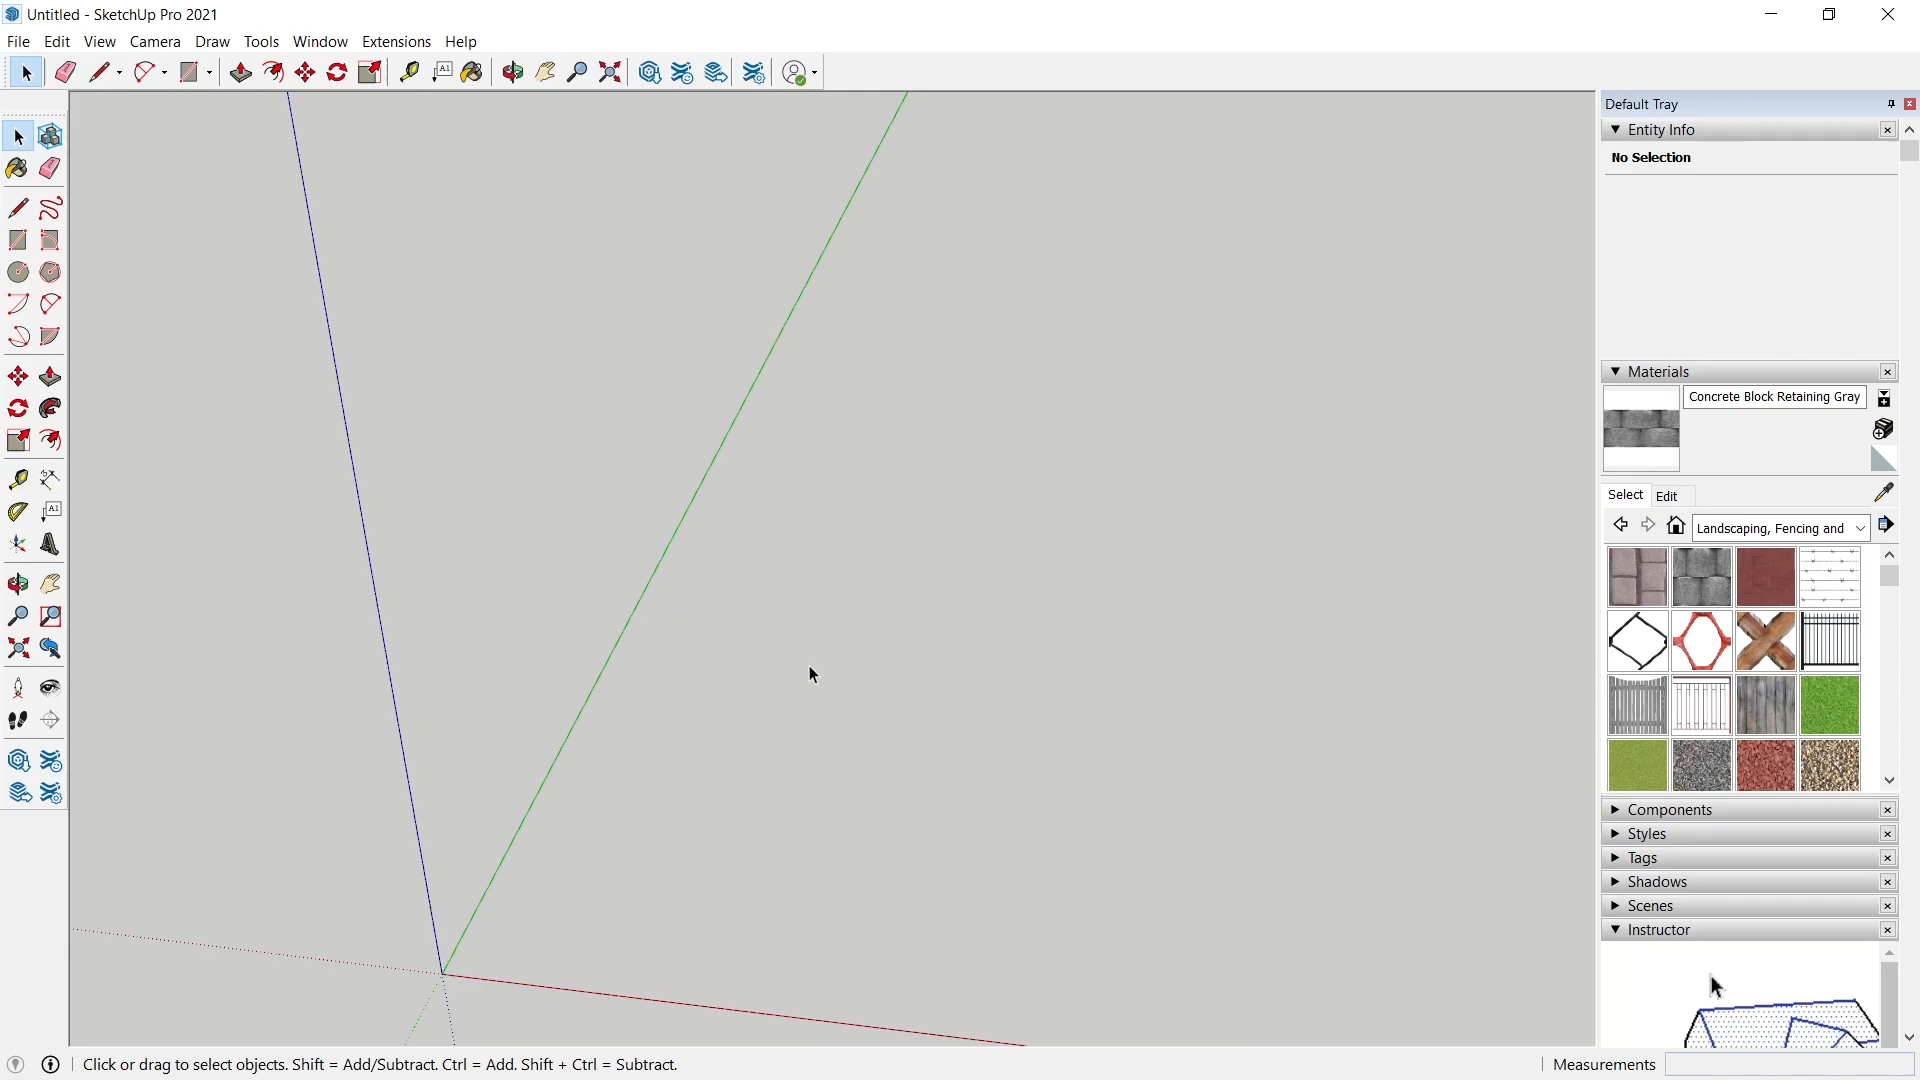 Untitled - SketchUp Pro 2021
File Edit View Camera Draw Tools Window Extensions Help
A1
Default Tray
Entity Info
No Selection
Materials
Concrete Block Retaining Gray
Select Edit
Landscaping, Fencing and
A1
Components
Styles
Tags
Shadows
Scenes
Instructor
Click or drag to select objects. Shift = Add/Subtract. Ctrl = Add. Shift + Ctrl = Subtract.
Measurements